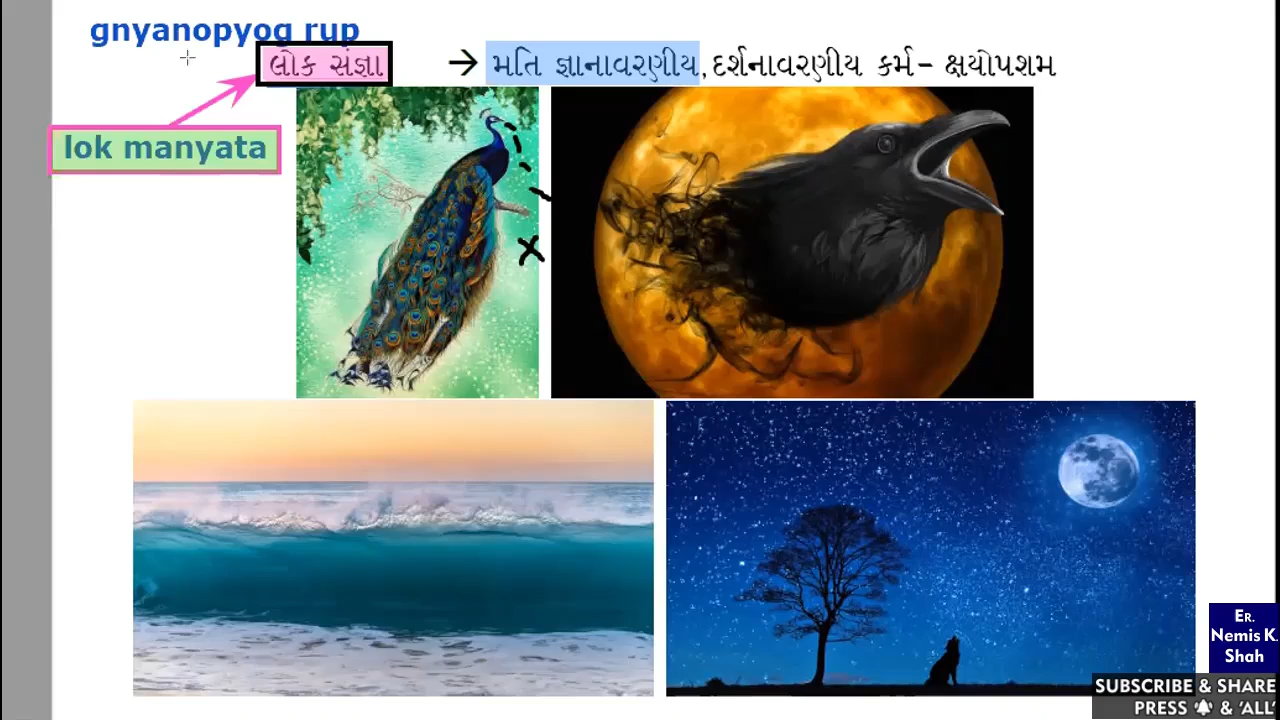 gnyanopyog rup
લોક સંજ્ઞા → મતિ જ્ઞાનાવરણીય, દર્શનાવરણીય કર્મ - ક્ષયોપશમ
lok manyata
ER.
Nemis K.
Shah
SUBSCRIBE & SHARE
PRESS & 'ALL'